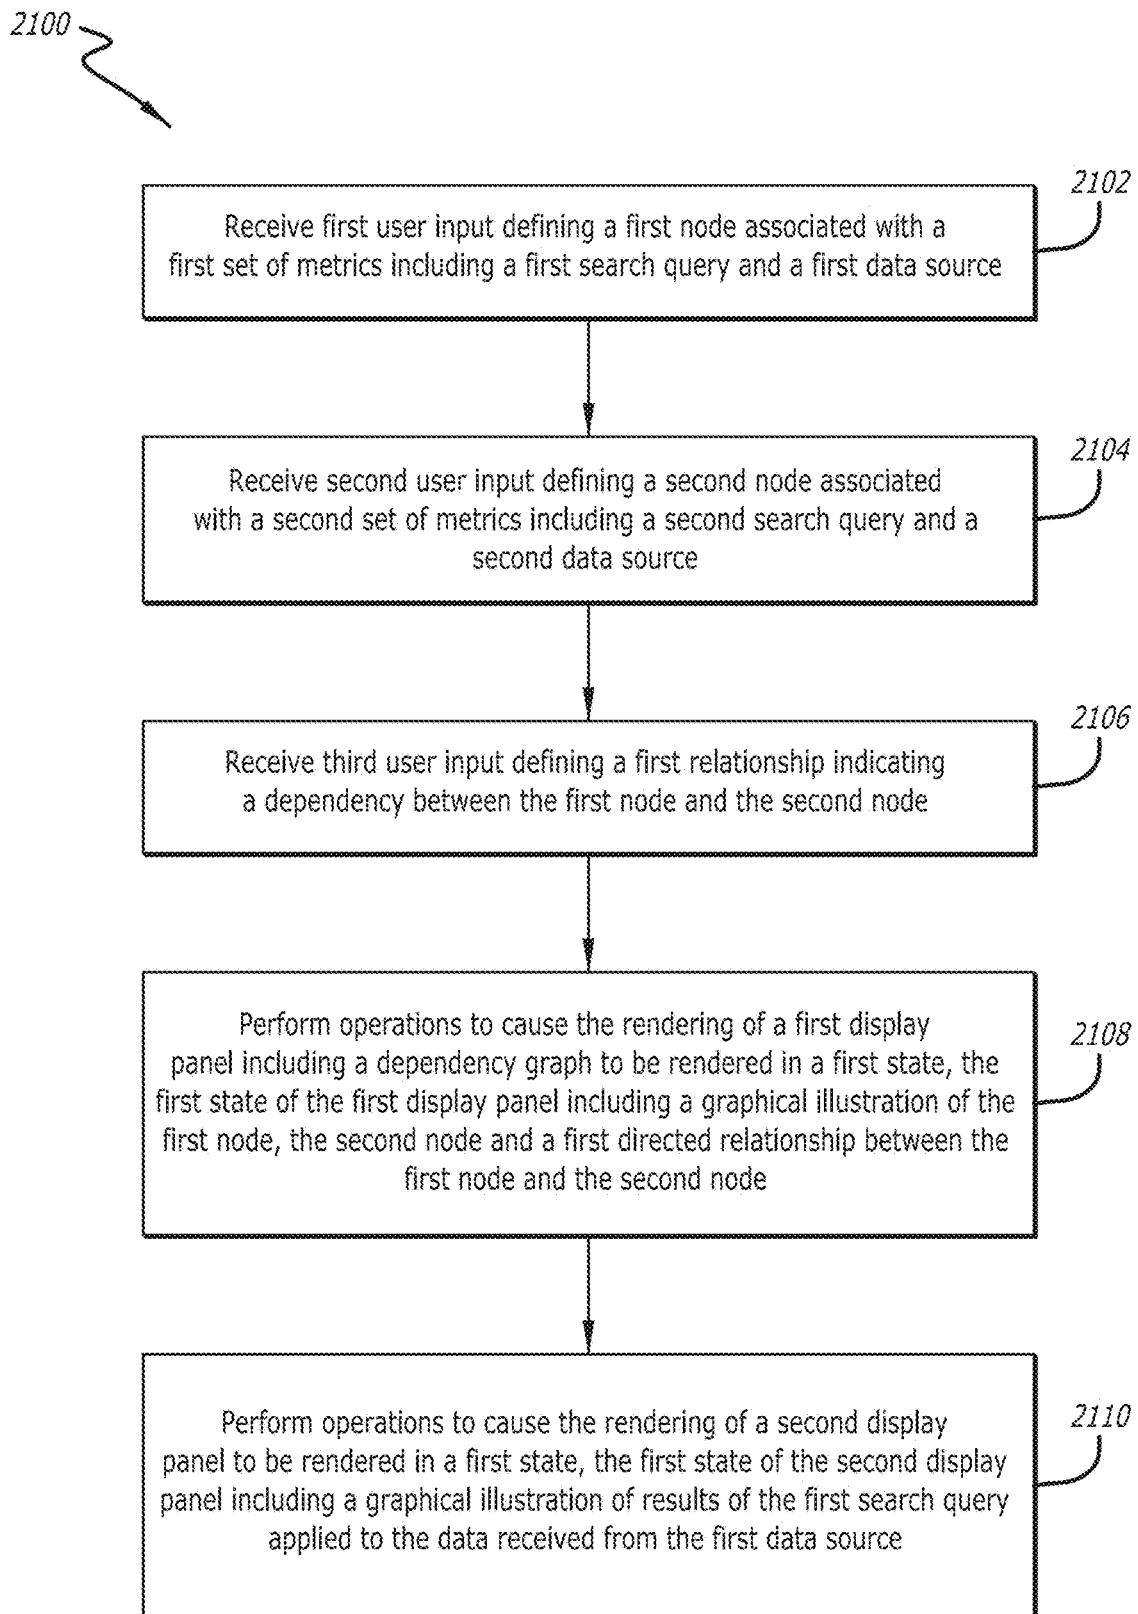 2100
2102
Receive first user input defining a first node associated with a
first set of metrics including a first search query and a first data source
2104
Receive second user input defining a second node associated
with a second set of metrics including a second search query and a
second data source
2106
Receive third user input defining a first relationship indicating
a dependency between the first node and the second node
2108
Perform operations to cause the rendering of a first display
panel including a dependency graph to be rendered in a first state, the
first state of the first display panel including a graphical illustration of the
first node, the second node and a first directed relationship between the
first node and the second node
2110
Perform operations to cause the rendering of a second display
panel to be rendered in a first state, the first state of the second display
panel including a graphical illustration of results of the first search query
applied to the data received from the first data source